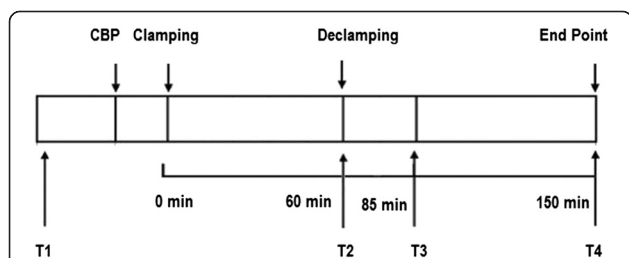 CBP Clamping Declamping End Point
0 min 60 min 85 min 150 min
T1 T2 T3 T4